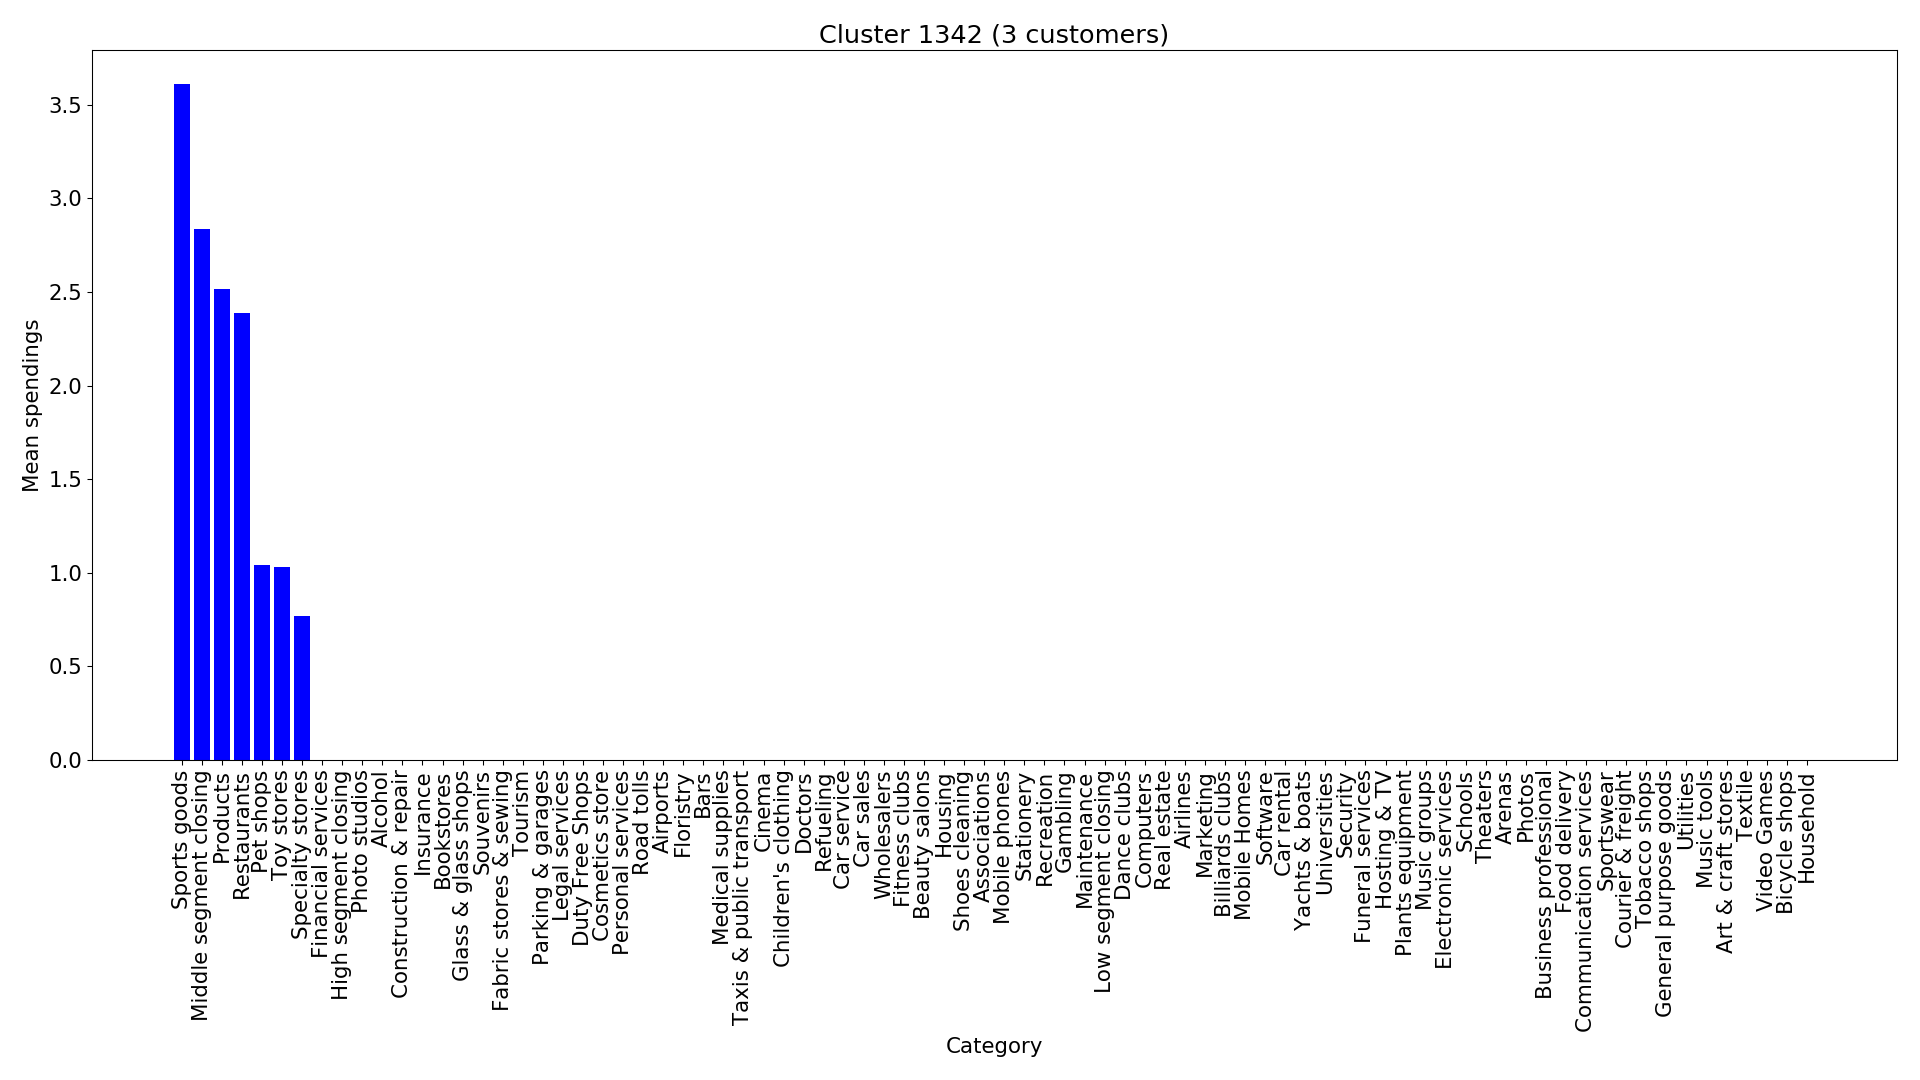 Cluster 1342 (3 customers)
Mean spendings
3.5
3.0
2.5
2.0
1.5
1.0
0.5
0.0
Sports goods
Middle segment closing
Products
Restaurants
Pet shops
Toy stores
Specialty stores
Financial services
High segment closing
Photo studios
Alcohol
Construction & repair
Insurance
Bookstores
Glass & glass shops
Souvenirs
Fabric stores & sewing
Tourism
Parking & garages
Legal services
Duty Free Shops
Cosmetics store
Personal services
Road tolls
Airports
Floristry
Bars
Medical supplies
Taxis & public transport
Cinema
Children's clothing
Doctors
Refueling
Car service
Car sales
Wholesalers
Fitness clubs
Beauty salons
Housing
Shoes cleaning
Associations
Mobile phones
Stationery
Recreation
Gambling
Maintenance
Low segment closing
Dance clubs
Computers
Real estate
Airlines
Marketing
Billiards clubs
Mobile Homes
Software
Car rental
Yachts & boats
Universities
Security
Funeral services
Hosting & TV
Plants equipment
Music groups
Electronic services
Schools
Theaters
Arenas
Photos
Business professional
Food delivery
Communication services
Sportswear
Courier & freight
Tobacco shops
General purpose goods
Utilities
Music tools
Art & craft stores
Textile
Video Games
Bicycle shops
Household
Category